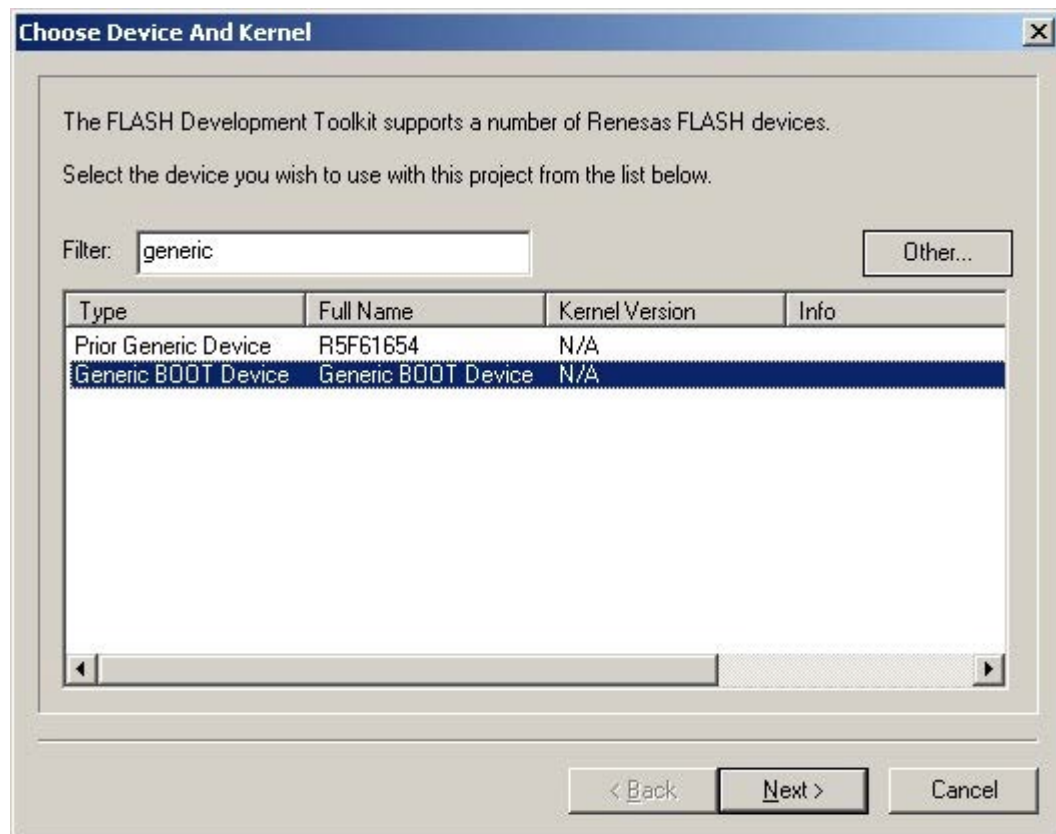 Choose Device And Kernel
The FLASH Development Toolkit supports a number of Renesas FLASH devices.
Select the device you wish to use with this project from the list below.
Filter: generic Other...
Type Full Name Kernel Version Info
Prior Generic Device R5F61654 N/A
Generic BOOT Device Generic BOOT Device N/A
< Back Next > Cancel